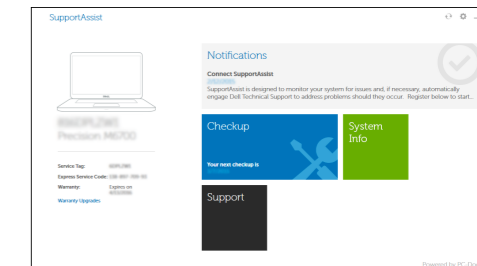 SupportAssist
Notifications
Connect SupportAssist
SupportAssist is designed to monitor your system for issues and, if necessary, automatically
engage Dell Technical Support to address problems should they occur. Register below to start...
Precision M6700
Checkup
System
Info
Your next checkup is
Service Tag:
Express Service Code:
Warranty:
Expires on
Warranty Upgrades
Support
Powered by PC-Doc